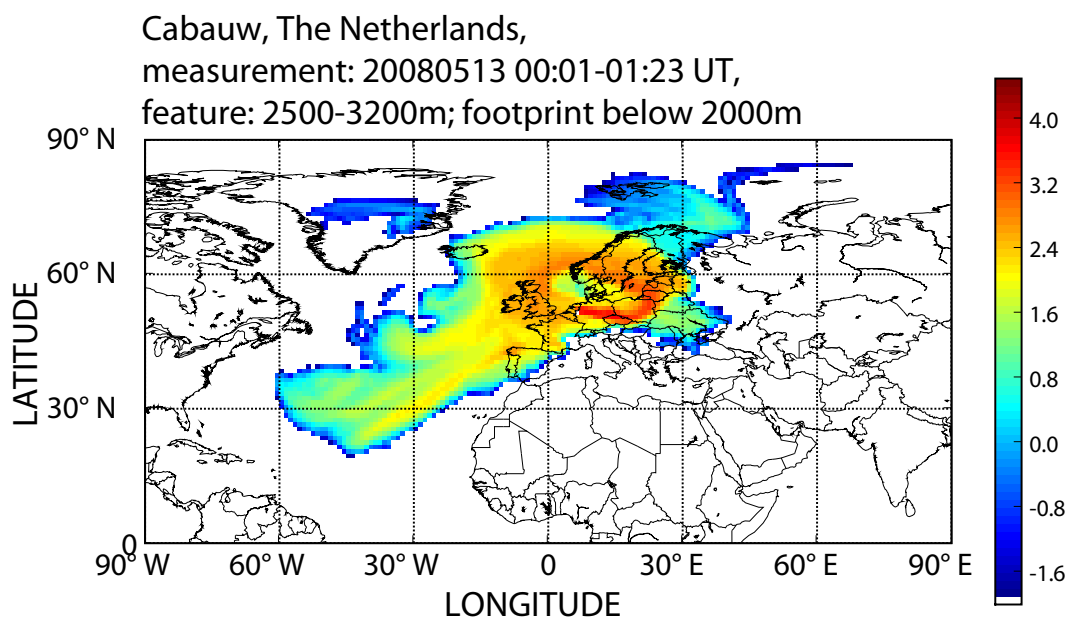 Cabauw, The Netherlands,
measurement: 20080513 00:01-01:23 UT,
feature: 2500-3200m; footprint below 2000m
90° N
60° N
30° N
0
LATITUDE
90° W
60° W
30° W
0
30° E
60° E
90° E
LONGITUDE
4.0
3.2
2.4
1.6
0.8
0.0
-0.8
-1.6